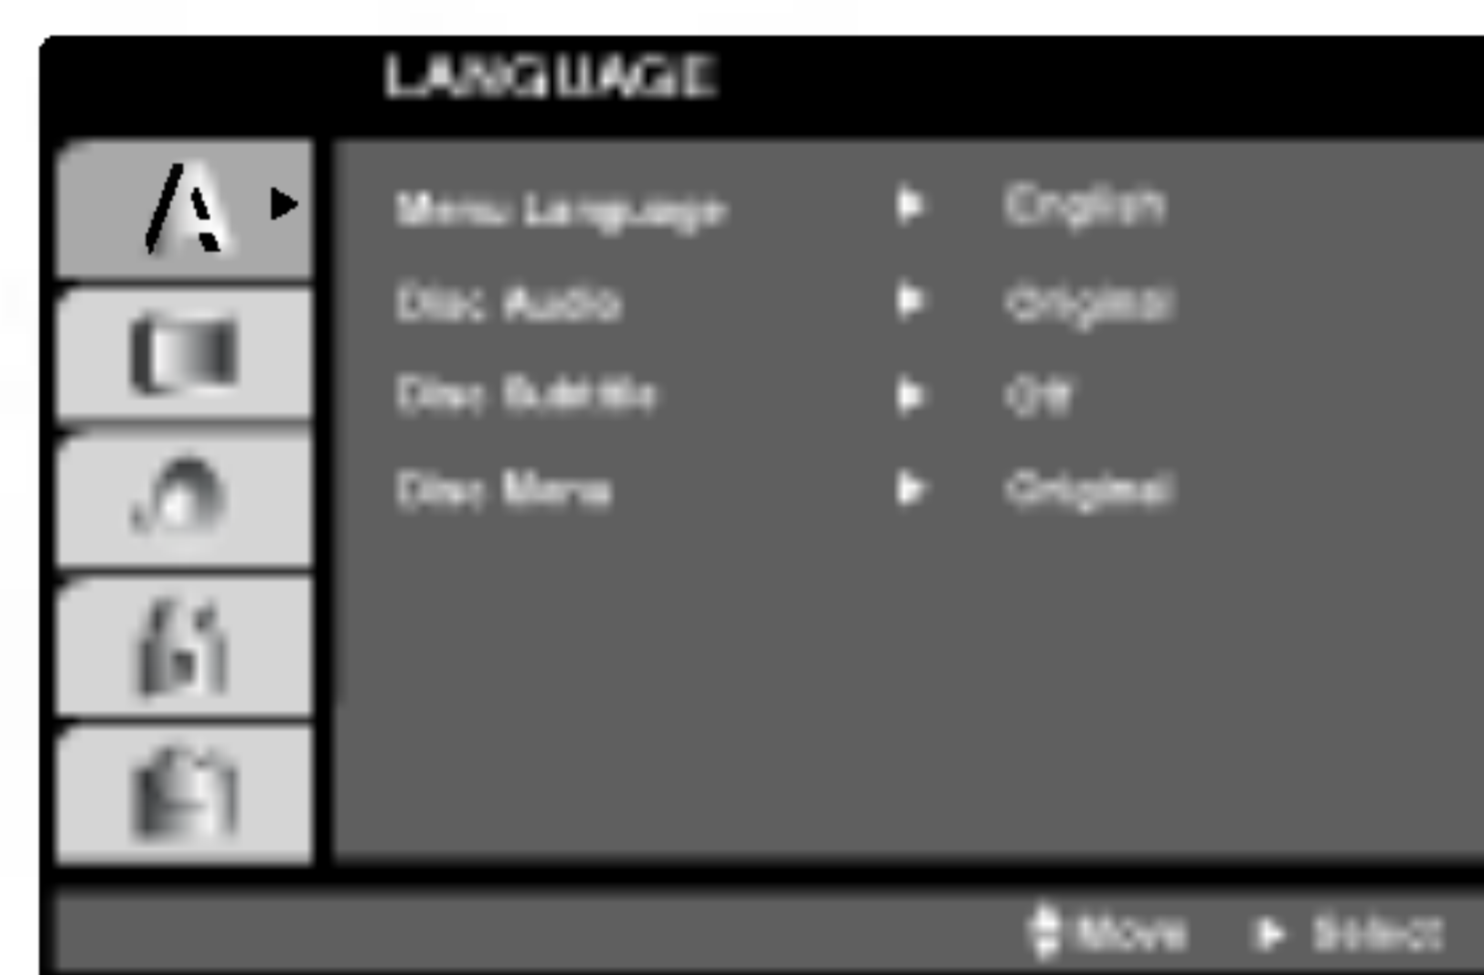 LANGUAGE
Menu Language ▶ English
Disc Audio ▶ Original
Disc Subtitle ▶ Off
Disc Menu ▶ Original
Move ▶ Select